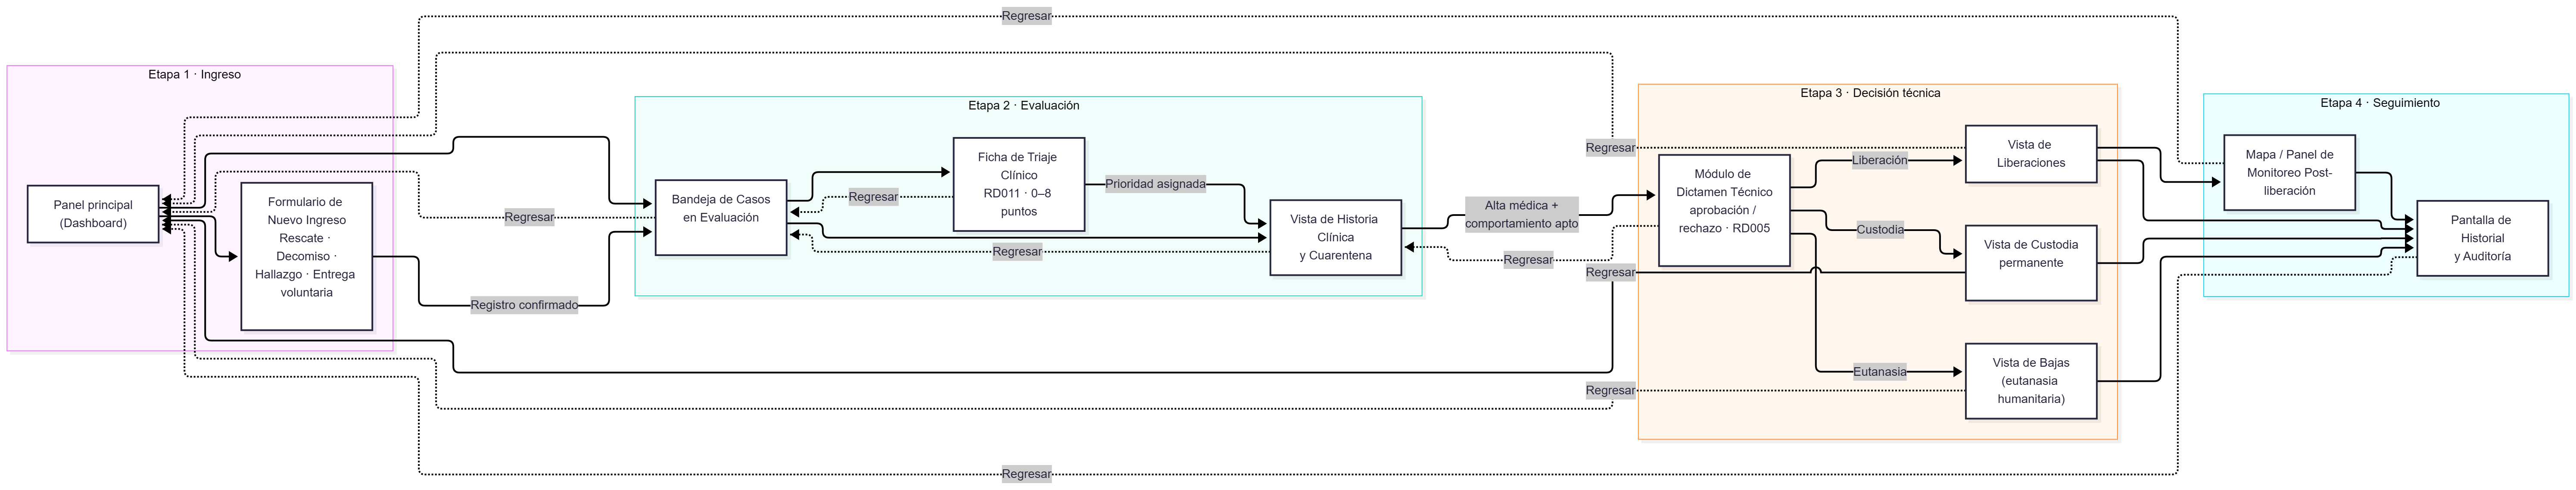 Regresar
Etapa 1 · Ingreso
Panel principal
(Dashboard)
Formulario de
Nuevo Ingreso
Rescate ·
Decomiso ·
Hallazgo · Entrega
voluntaria
Regresar
Registro confirmado
Etapa 2 · Evaluación
Bandeja de Casos
en Evaluación
Ficha de Triaje
Clínico
RD011 · 0–8
puntos
Regresar
Prioridad asignada
Regresar
Vista de Historia
Clínica
y Cuarentena
Alta médica +
comportamiento apto
Regresar
Regresar
Regresar
Regresar
Etapa 3 · Decisión técnica
Módulo de
Dictamen Técnico
aprobación /
rechazo · RD005
Liberación
Custodia
Eutanasia
Vista de
Liberaciones
Vista de Custodia
permanente
Vista de Bajas
(eutanasia
humanitaria)
Etapa 4 · Seguimiento
Mapa / Panel de
Monitoreo Post-
liberación
Pantalla de
Historial
y Auditoría
Regresar